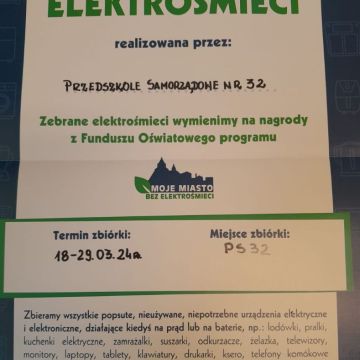 ELEKTROŚMIECI
realizowana przez:
PRZEDSZKOLE SAMORZĄDOWE NR 32
Zebrane elektrośmieci wymienimy na nagrody
z Funduszu Oświatowego programu
MOJE MIASTO
BEZ ELEKTROŚMIECI
Termin zbiórki:
18-29.03.24r.
Miejsce zbiórki:
PS32
Zbieramy wszystkie popsute, nieużywane, niepotrzebne urządzenia elektryczne
i elektroniczne, działające kiedyś na prąd lub na baterie, np.: lodówki, pralki,
kuchenki elektryczne, zamrażalki, suszarki, odkurzacze, żelazka, telewizory,
monitory, laptopy, tablety, klawiatury, drukarki, ksero, telefony komórkowe